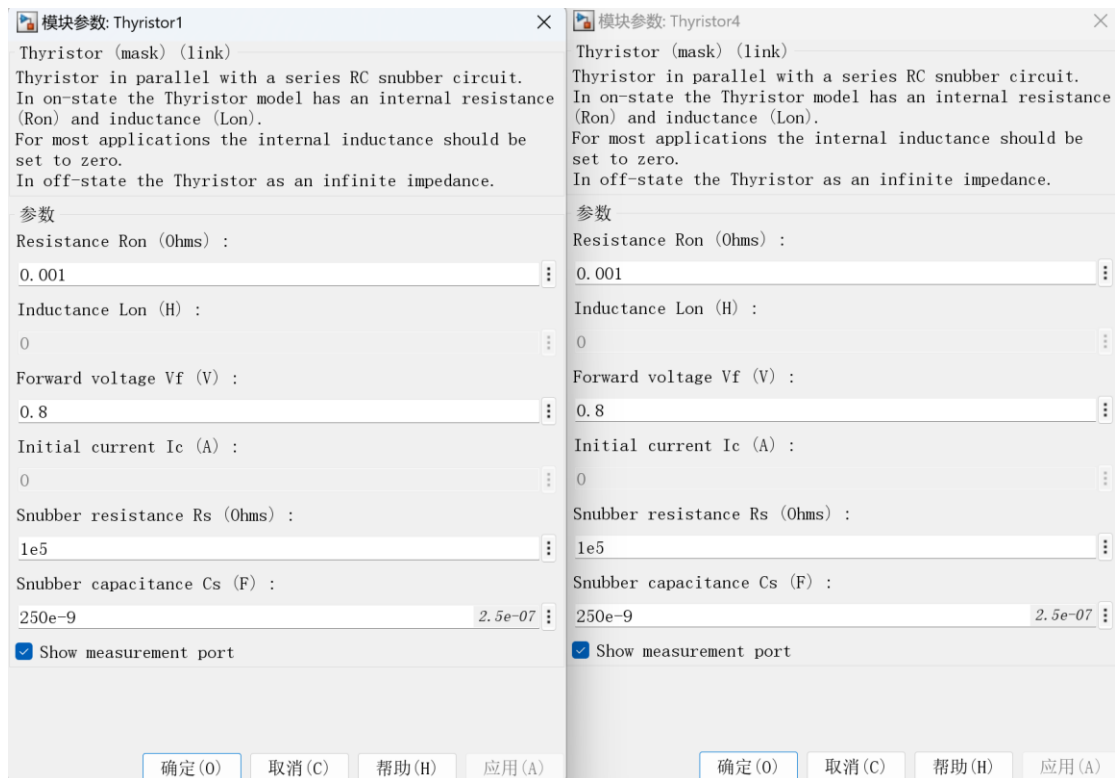 模块参数: Thyristor1
Thyristor (mask) (link)
Thyristor in parallel with a series RC snubber circuit.
In on-state the Thyristor model has an internal resistance
(Ron) and inductance (Lon).
For most applications the internal inductance should be
set to zero.
In off-state the Thyristor as an infinite impedance.
参数
Resistance Ron (Ohms) :
0.001
Inductance Lon (H) :
0
Forward voltage Vf (V) :
0.8
Initial current Ic (A) :
0
Snubber resistance Rs (Ohms) :
1e5
Snubber capacitance Cs (F) :
250e-9 2.5e-07
Show measurement port
确定(O) 取消(C) 帮助(H) 应用(A)
模块参数: Thyristor4
Thyristor (mask) (link)
Thyristor in parallel with a series RC snubber circuit.
In on-state the Thyristor model has an internal resistance
(Ron) and inductance (Lon).
For most applications the internal inductance should be
set to zero.
In off-state the Thyristor as an infinite impedance.
参数
Resistance Ron (Ohms) :
0.001
Inductance Lon (H) :
0
Forward voltage Vf (V) :
0.8
Initial current Ic (A) :
0
Snubber resistance Rs (Ohms) :
1e5
Snubber capacitance Cs (F) :
250e-9 2.5e-07
Show measurement port
确定(O) 取消(C) 帮助(H) 应用(A)